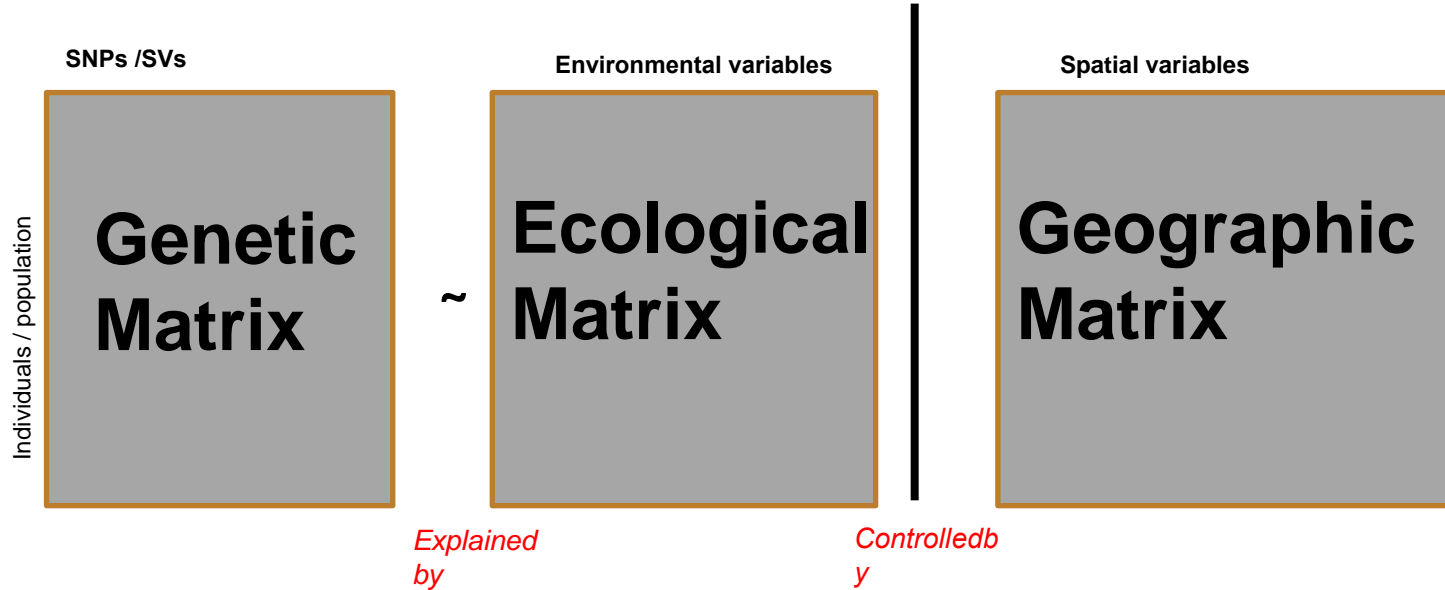 SNPs /SVs
Environmental variables
Spatial variables
Individuals / population
Genetic
Matrix
~
Ecological
Matrix
Geographic
Matrix
Explained
by
Controlledb
y